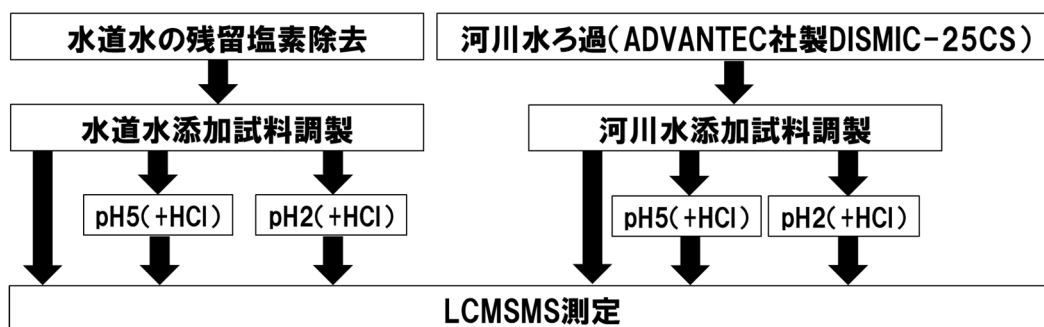 水道水の残留塩素除去
河川水ろ過(ADVANTEC社製DISMIC-25CS)
水道水添加試料調製
河川水添加試料調製
pH5(+HCl)
pH2(+HCl)
pH5(+HCl)
pH2(+HCl)
LCMSMS測定